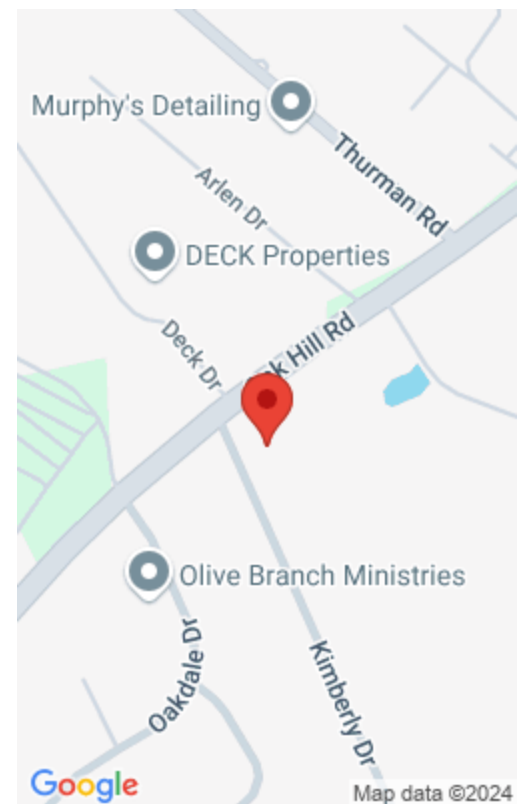 Murphy's Detailing
Thurman Rd
Arlen Dr
DECK Properties
Hill Rd
Deck Dr
Olive Branch Ministries
Oakdale Dr
Kimberly Dr
Google
Map data ©2024